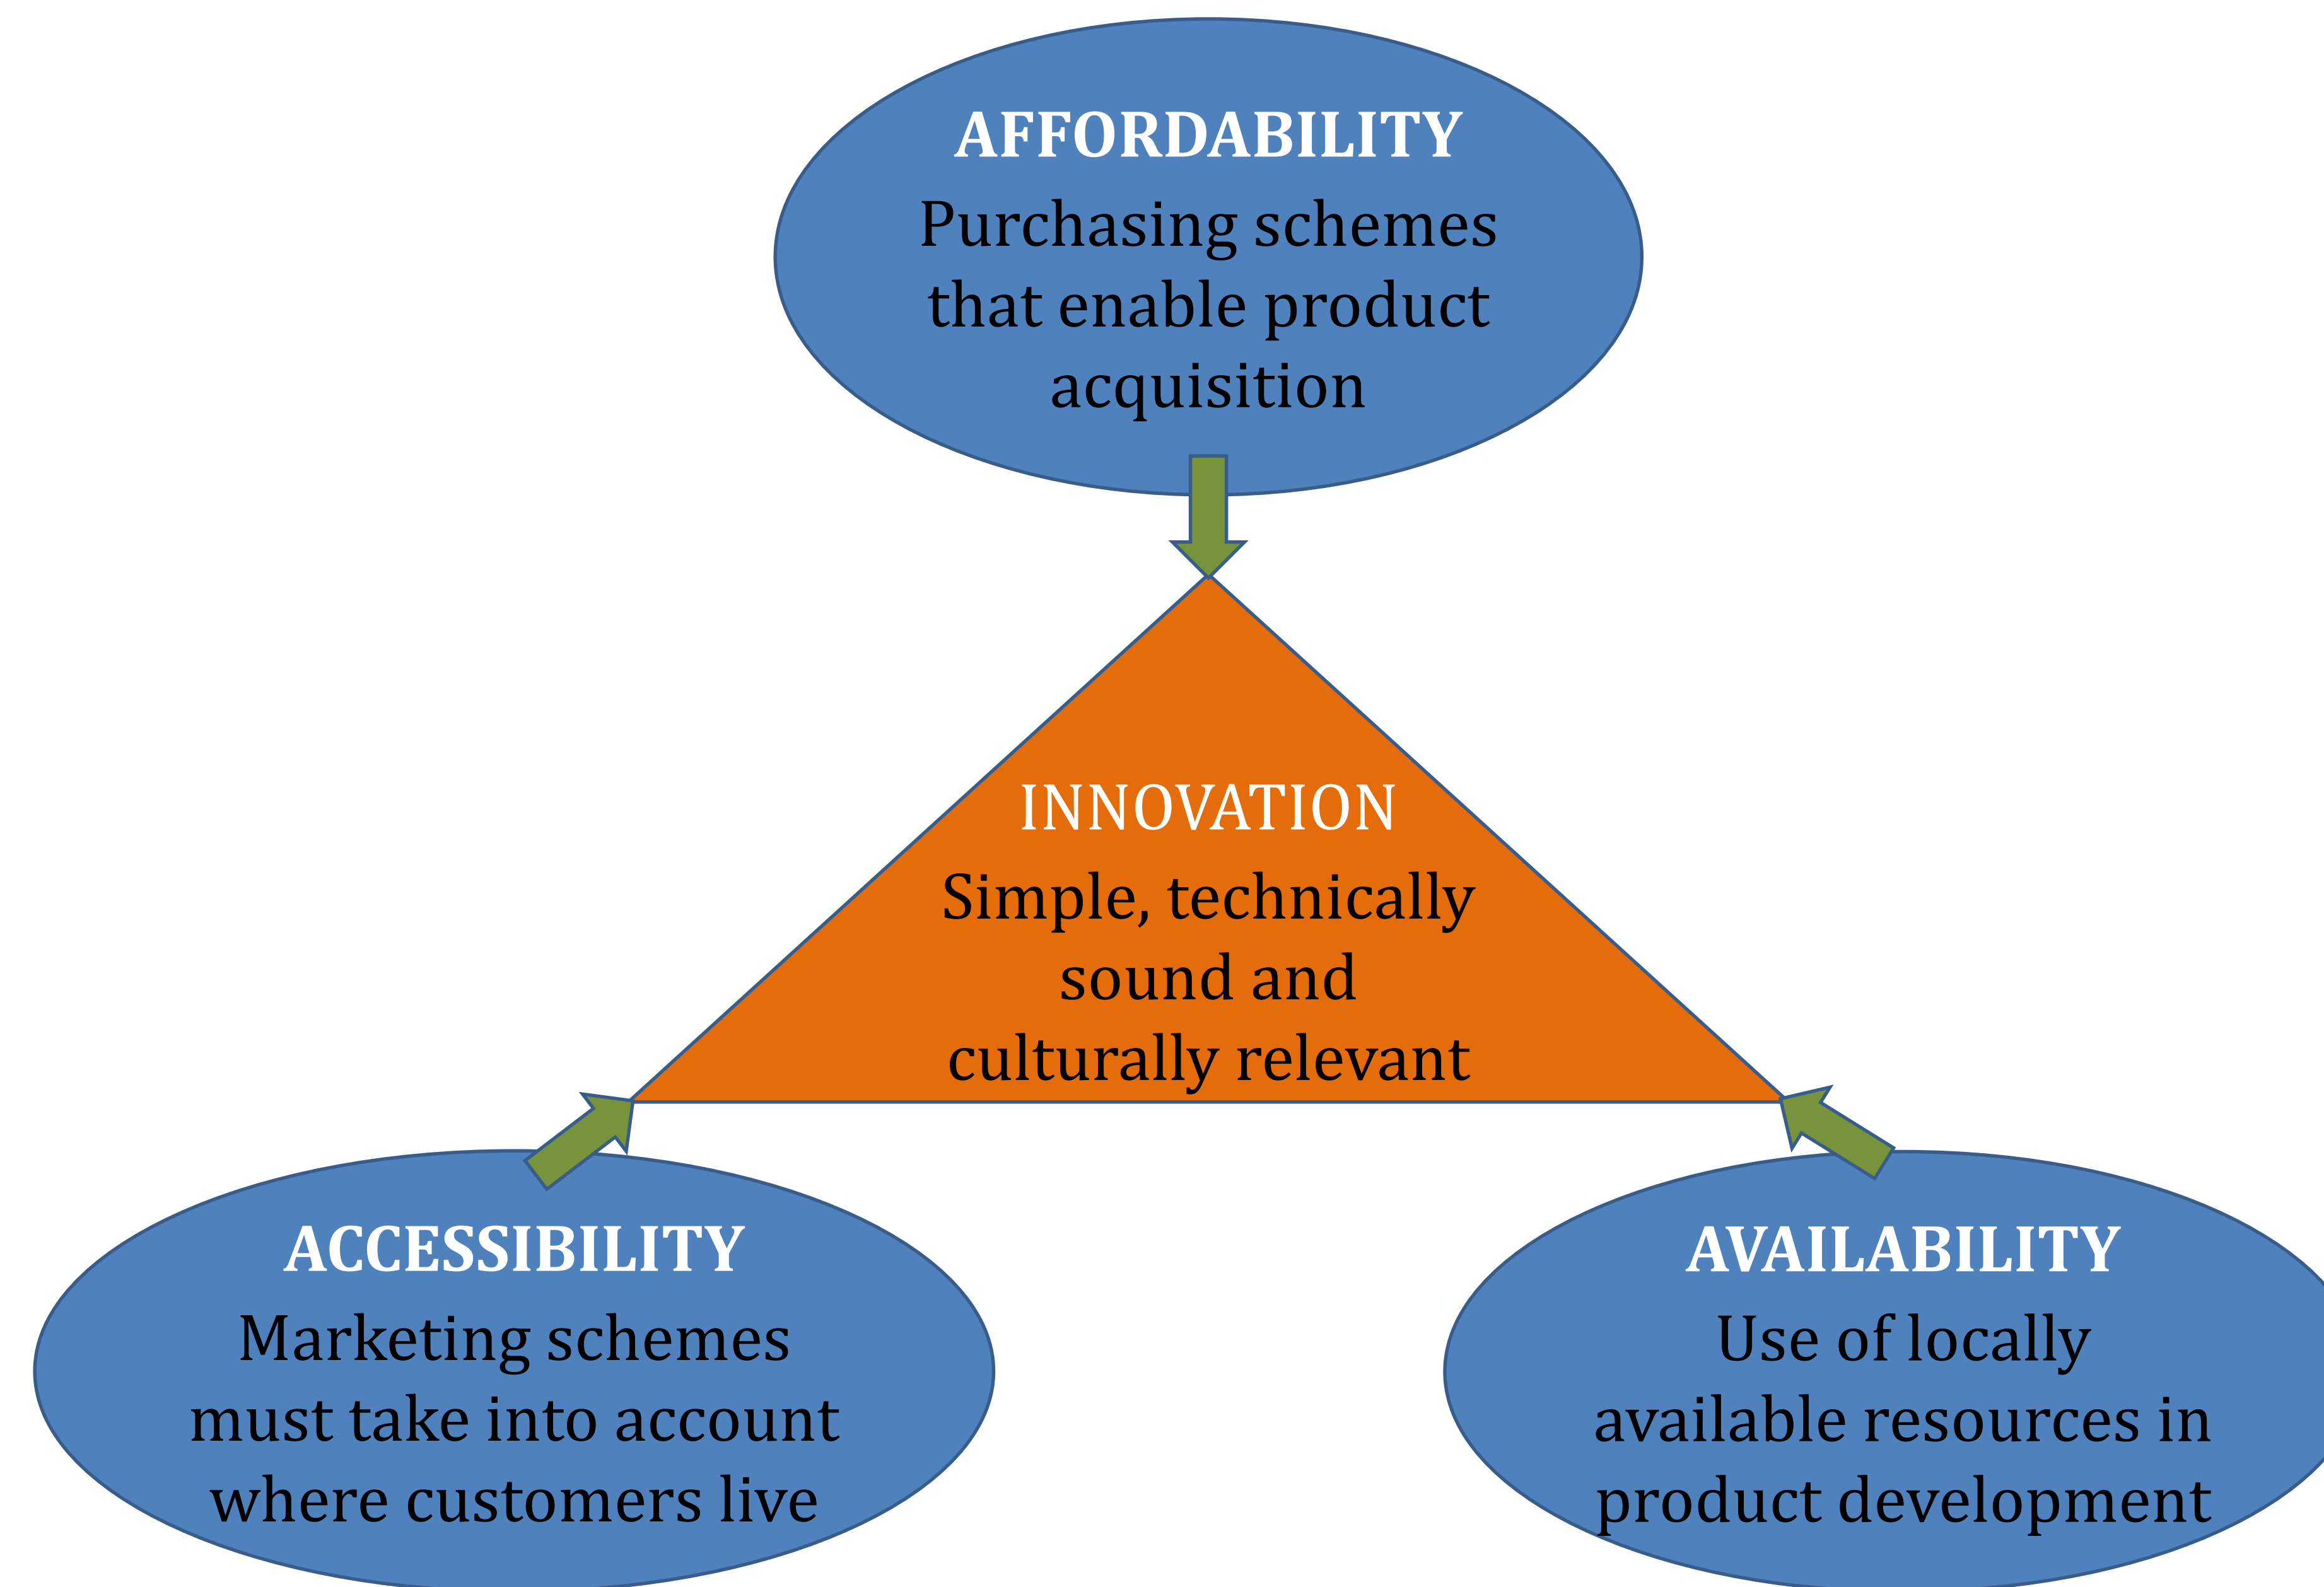 AFFORDABILITY
Purchasing schemes
that enable product
acquisition
INNOVATION
Simple, technically
sound and
culturally relevant
ACCESSIBILITY
Marketing schemes
must take into account
where customers live
AVAILABILITY
Use of locally
available resources in
product development